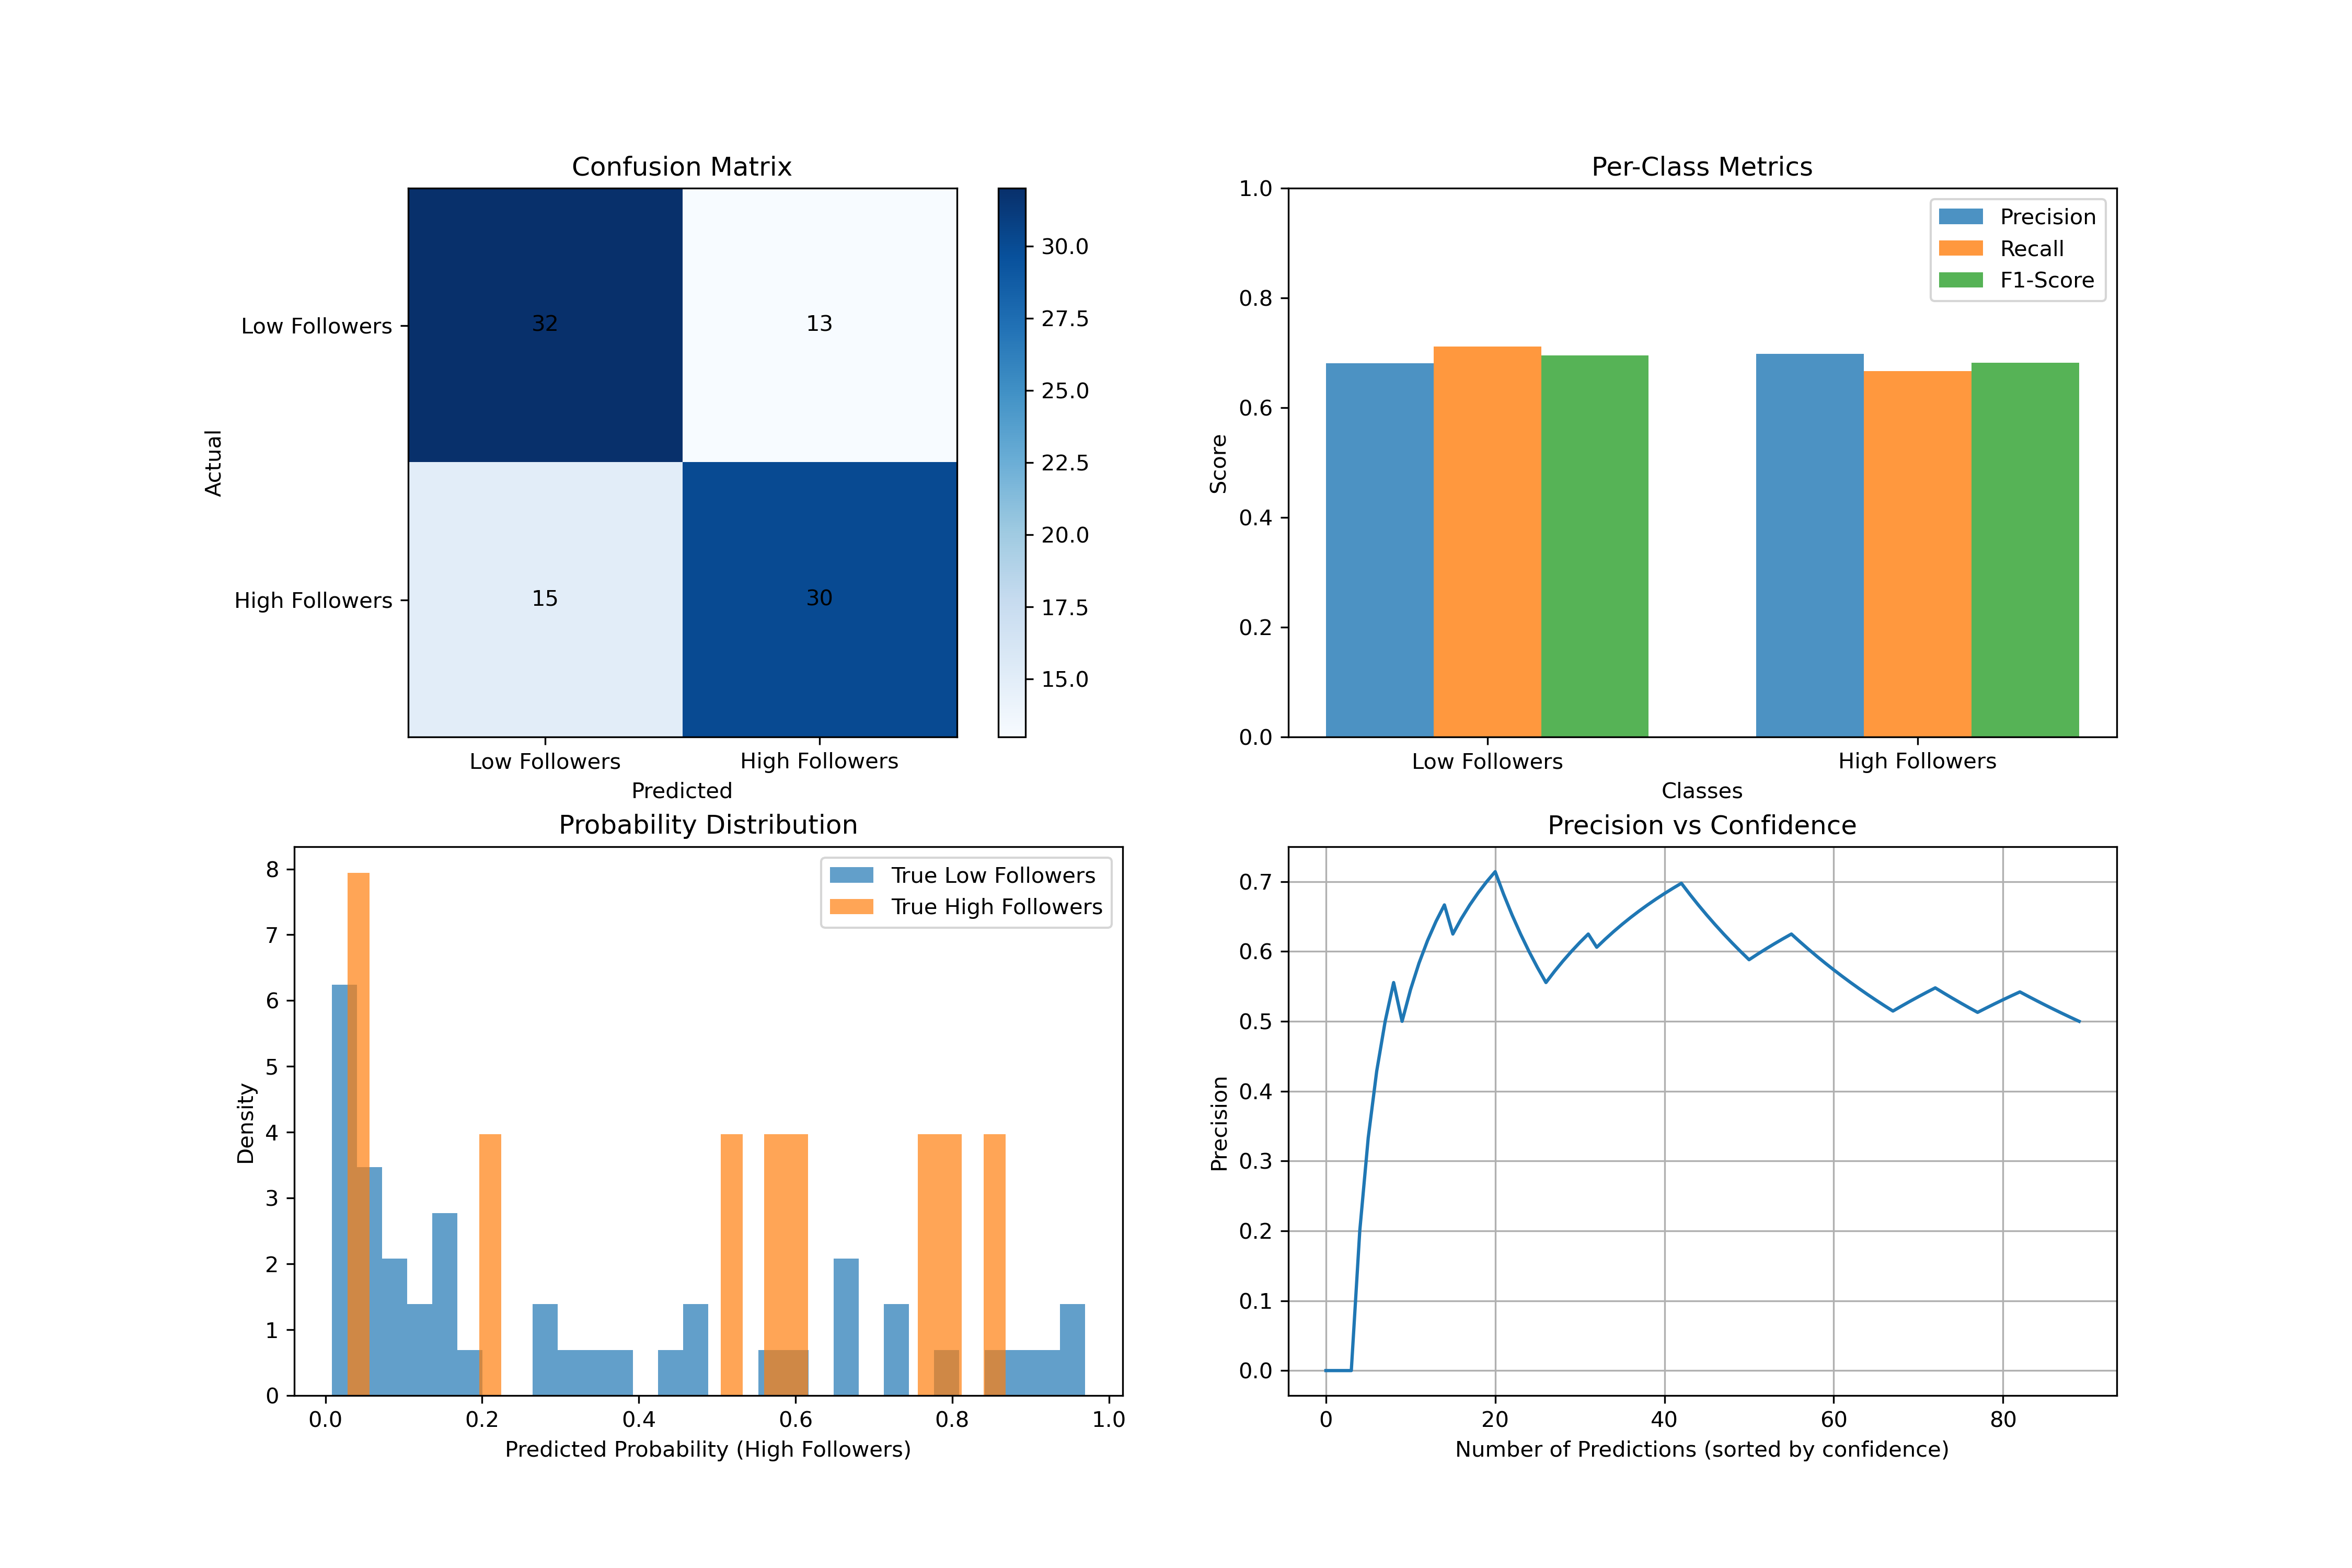 Confusion Matrix
Actual
Low Followers
High Followers
32
13
15
30
Low Followers
High Followers
Predicted
30.0
27.5
25.0
22.5
20.0
17.5
15.0
Per-Class Metrics
Score
1.0
0.8
0.6
0.4
0.2
0.0
Precision
Recall
F1-Score
Low Followers
High Followers
Classes
Probability Distribution
Density
8
7
6
5
4
3
2
1
0
True Low Followers
True High Followers
0.0
0.2
0.4
0.6
0.8
1.0
Predicted Probability (High Followers)
Precision vs Confidence
Precision
0.7
0.6
0.5
0.4
0.3
0.2
0.1
0.0
0
20
40
60
80
Number of Predictions (sorted by confidence)